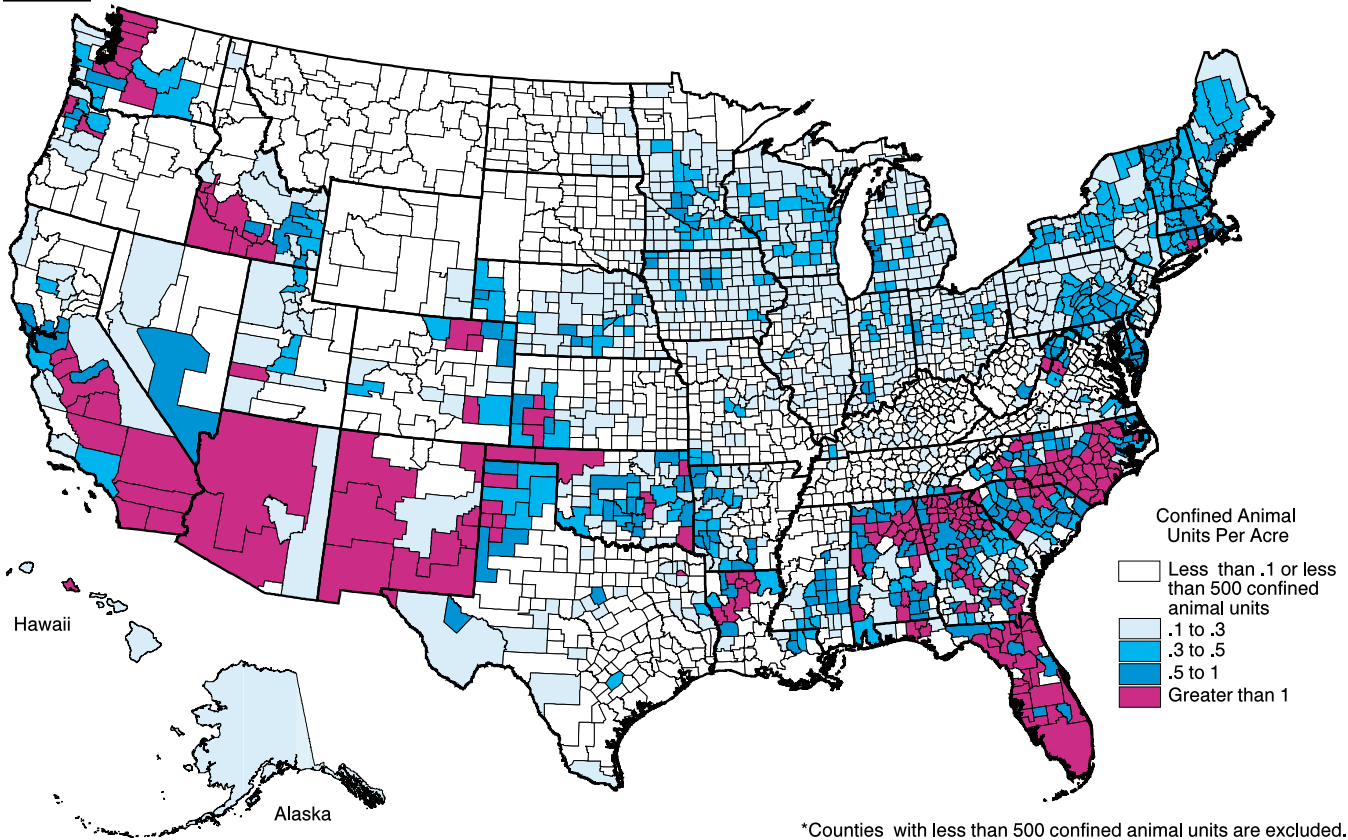 Confined Animal
Units Per Acre
Less than .1 or less
than 500 confined
animal units
.1 to .3
.3 to .5
.5 to 1
Greater than 1
Hawaii
Alaska
*Counties with less than 500 confined animal units are excluded.